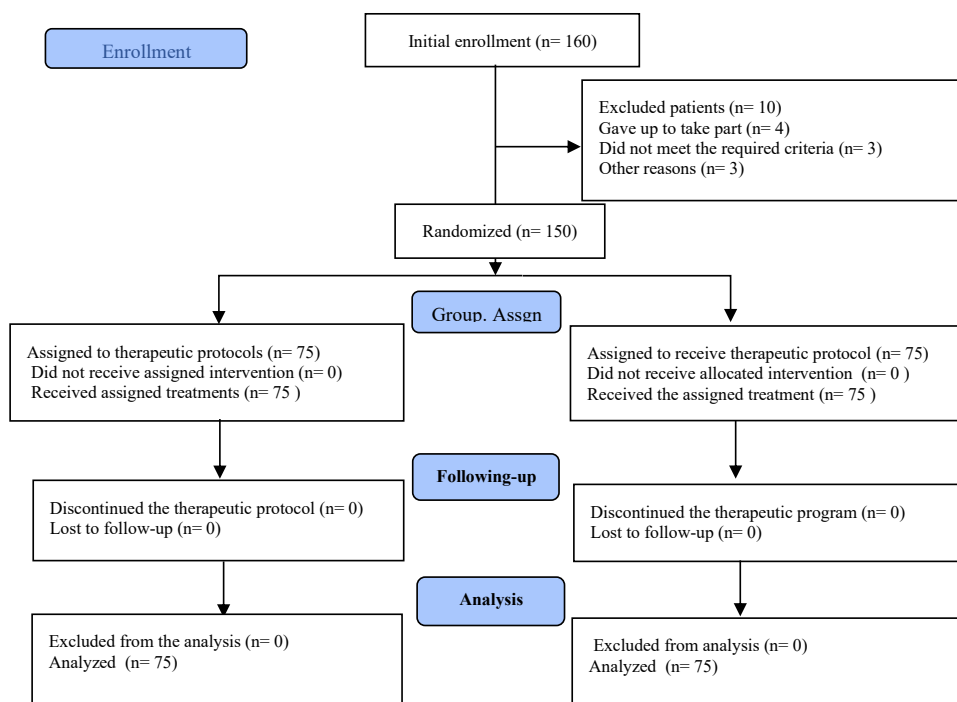 Enrollment
Initial enrollment (n= 160)
Excluded patients (n= 10)
Gave up to take part (n= 4)
Did not meet the required criteria (n= 3)
Other reasons (n= 3)
Randomized (n= 150)
Group. Assgn
Assigned to therapeutic protocols (n= 75)
Did not receive assigned intervention (n= 0)
Received assigned treatments (n= 75 )
Assigned to receive therapeutic protocol (n= 75)
Did not receive allocated intervention (n= 0 )
Received the assigned treatment (n= 75 )
Following-up
Discontinued the therapeutic protocol (n= 0)
Lost to follow-up (n= 0)
Discontinued the therapeutic program (n= 0)
Lost to follow-up (n= 0)
Analysis
Excluded from the analysis (n= 0)
Analyzed (n= 75)
Excluded from analysis (n= 0)
Analyzed (n= 75)